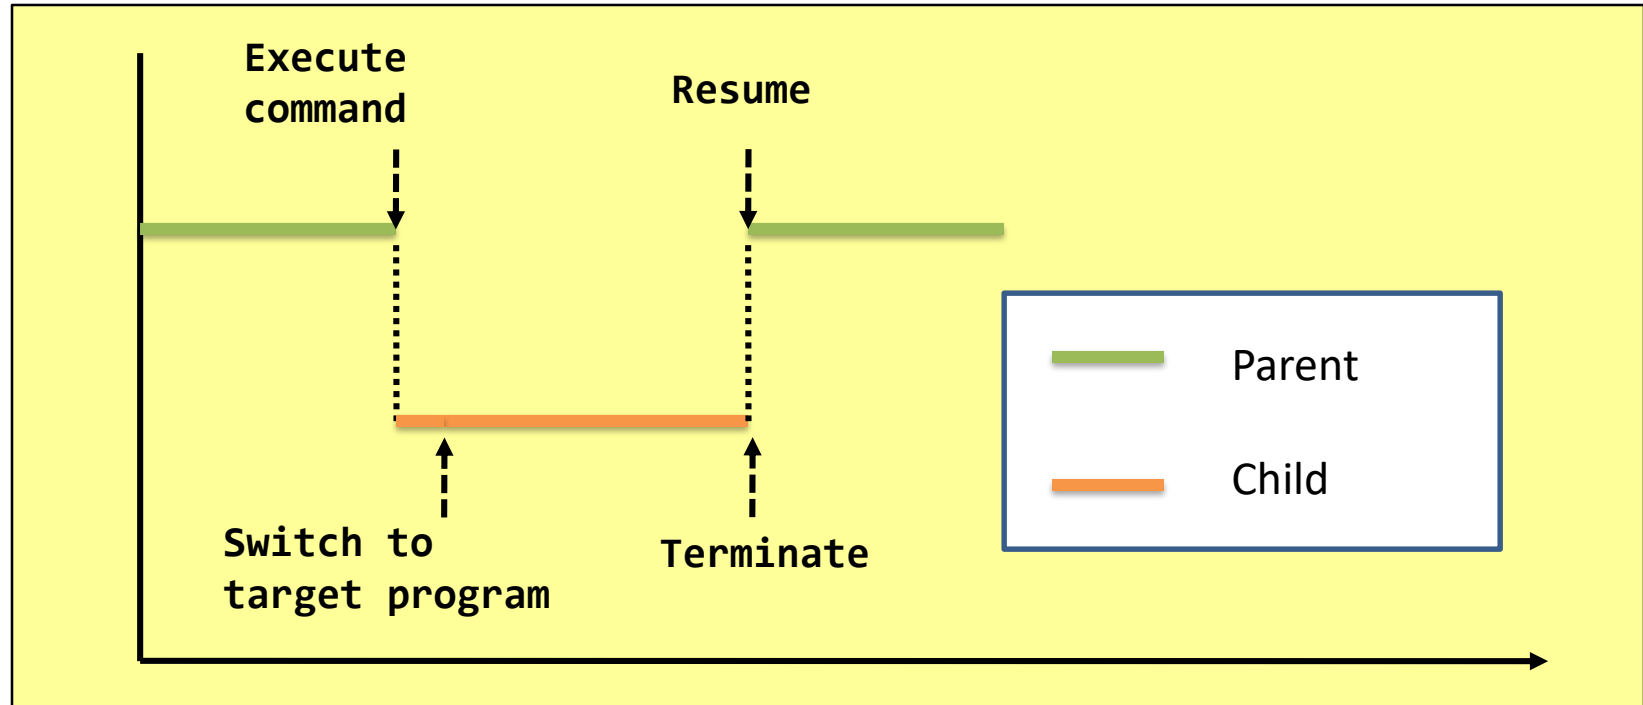 Execute
command
Resume
Parent
Child
Switch to
target program
Terminate